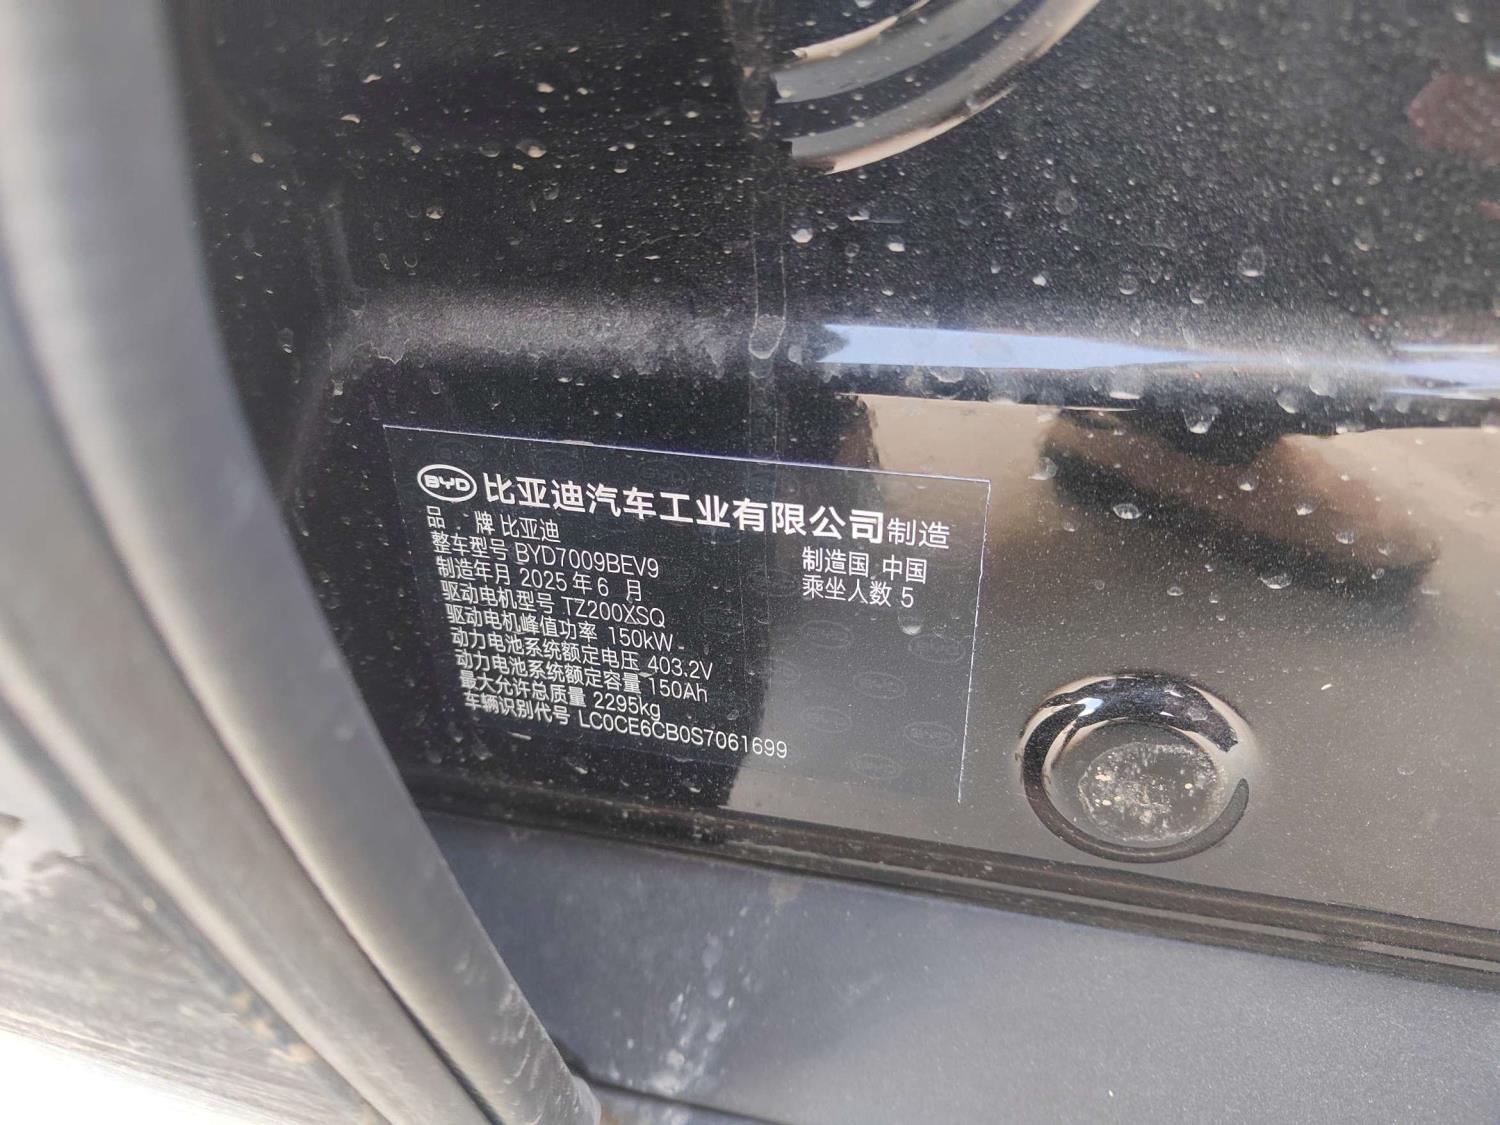 BYD 比亚迪汽车工业有限公司制造
品 牌 比亚迪
整车型号 BYD7009BEV9 制造国 中国
制造年月 2025 年 6 月 乘坐人数 5
驱动电机型号 TZ200XSQ
驱动电机峰值功率 150kW
动力电池系统额定电压 403.2V
动力电池系统额定容量 150Ah
最大允许总质量 2295kg
车辆识别代号 LC0CE6CB0S7061699